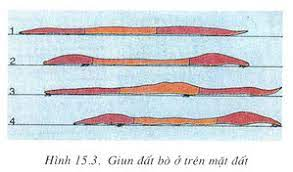 1
2
3
4
Hình 15.3. Giun đất bò ở trên mặt đất